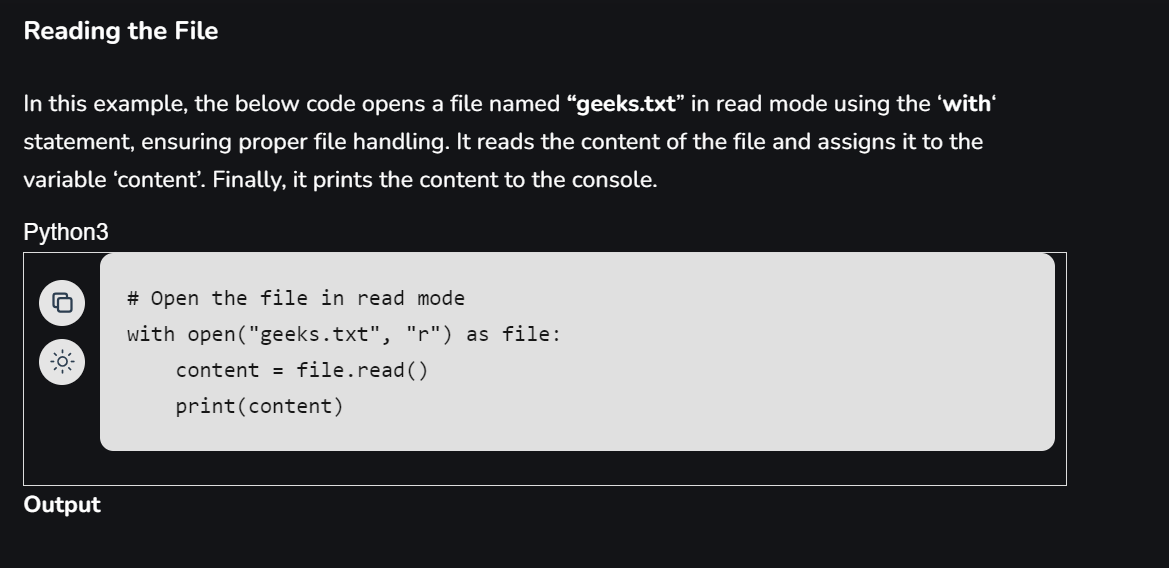 Reading the File
In this example, the below code opens a file named “geeks.txt” in read mode using the ‘with‘
statement, ensuring proper file handling. It reads the content of the file and assigns it to the
variable ‘content’. Finally, it prints the content to the console.
Python3
# Open the file in read mode
with open("geeks.txt", "r") as file:
    content = file.read()
    print(content)
Output